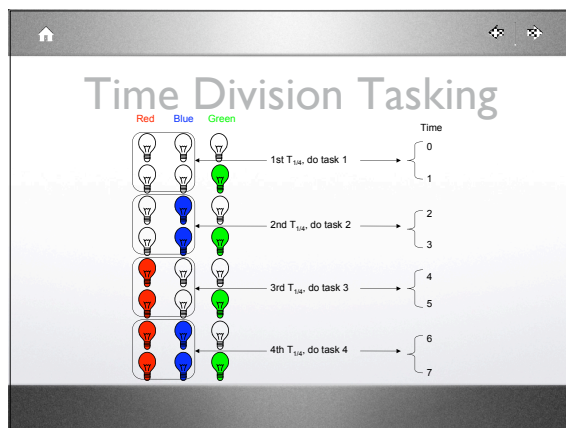 Time Division Tasking
Red Blue Green
Time
0
1st T1/4, do task 1
1
2
2nd T1/4, do task 2
3
4
3rd T1/4, do task 3
5
6
4th T1/4, do task 4
7